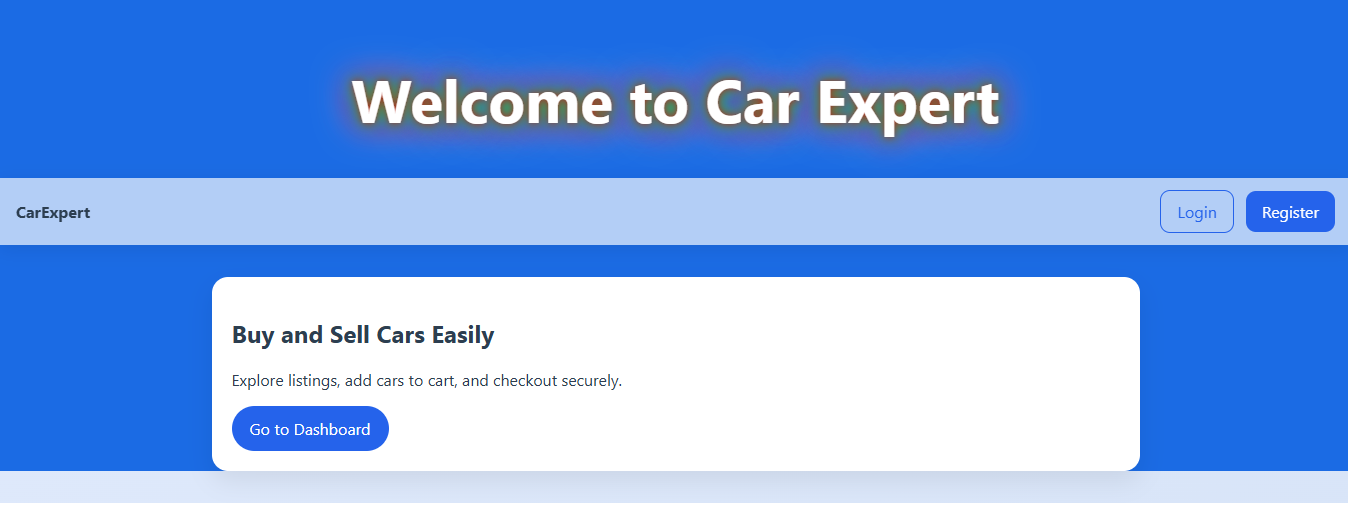 Welcome to Car Expert
CarExpert
Login
Register
Buy and Sell Cars Easily
Explore listings, add cars to cart, and checkout securely.
Go to Dashboard